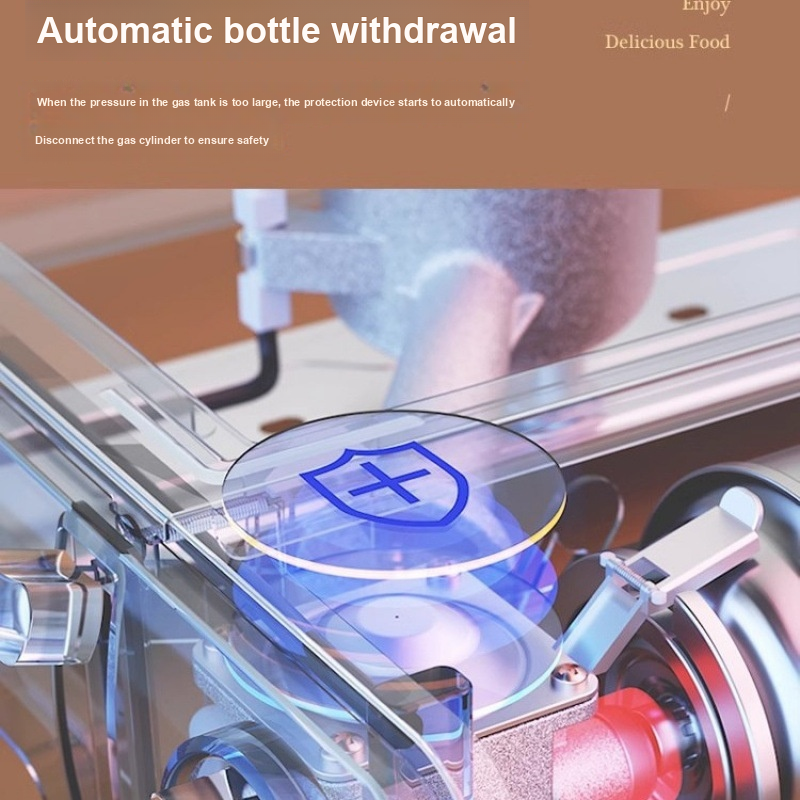 Enjoy
Automatic bottle withdrawal
Delicious Food
When the pressure in the gas tank is too large, the protection device starts to automatically
/
Disconnect the gas cylinder to ensure safety